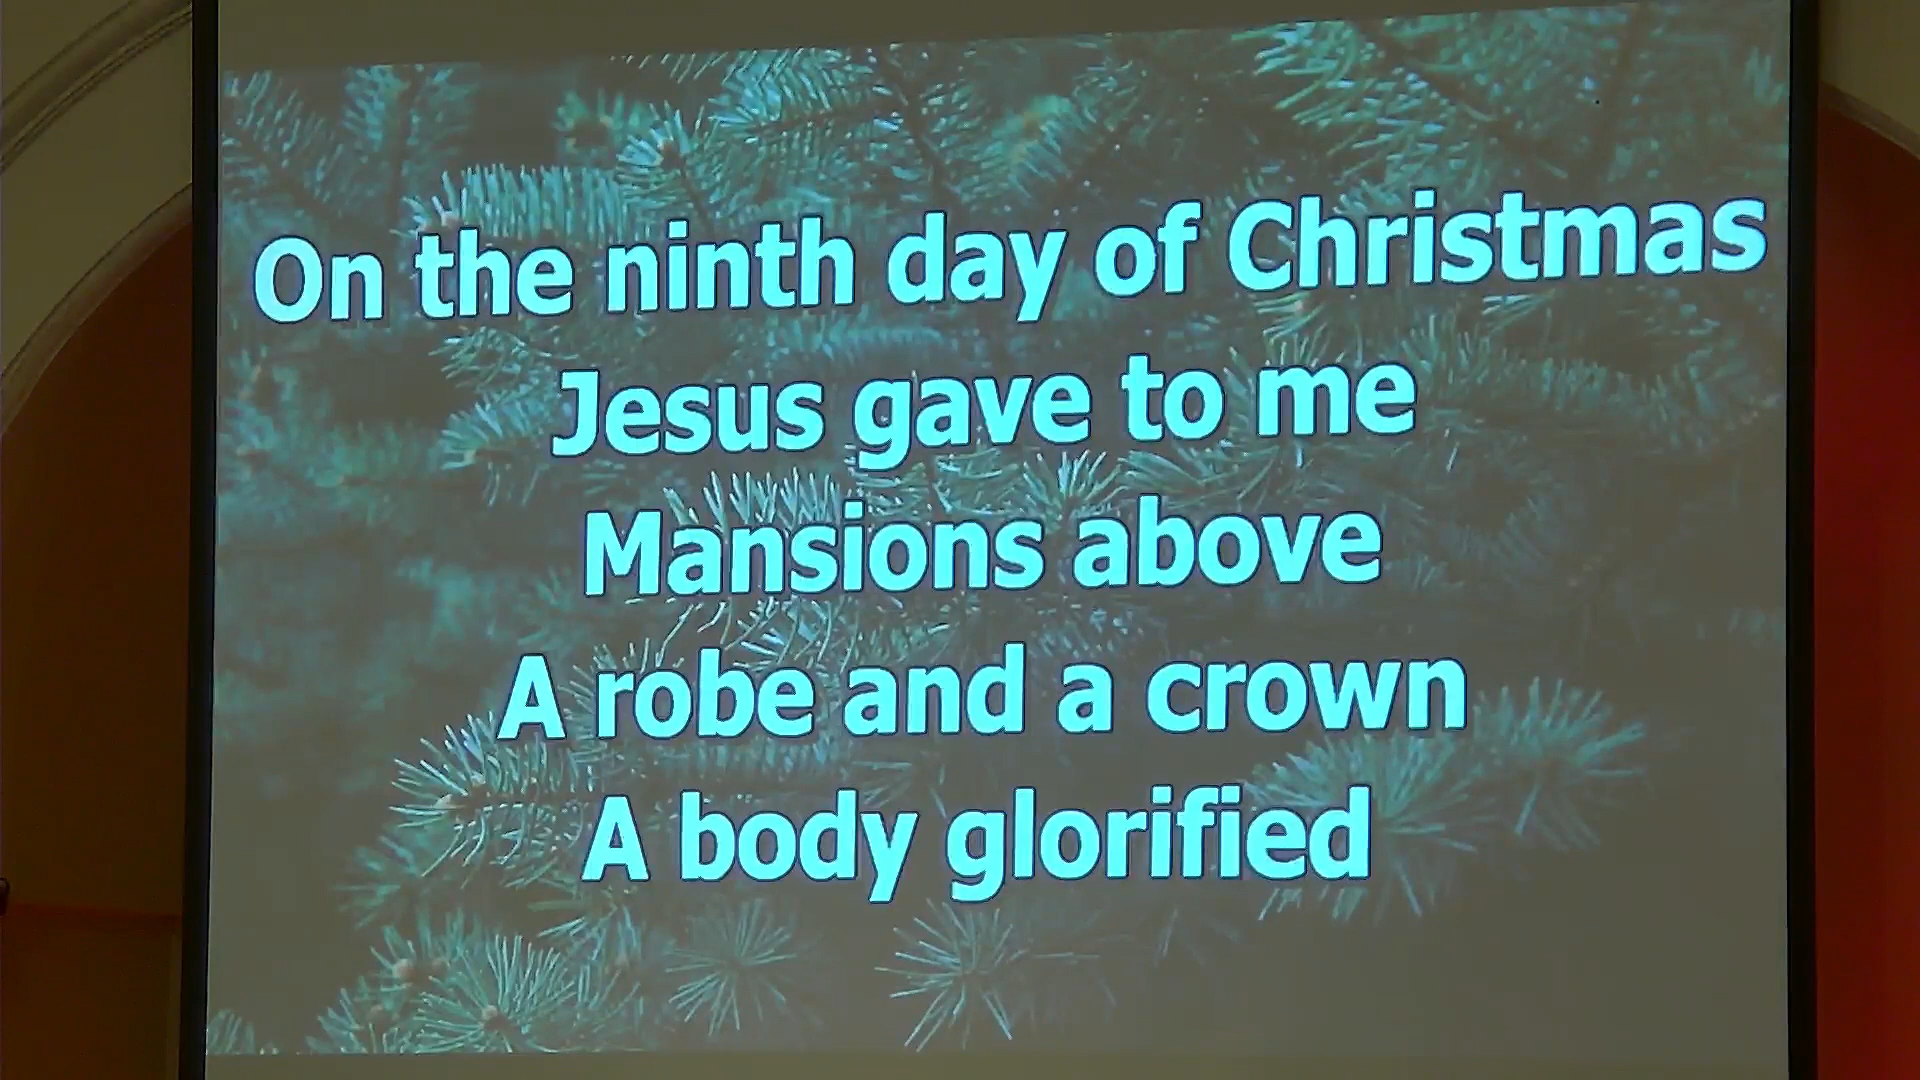 On the ninth day of Christmas
Jesus gave to me
Mansions above
A robe and a crown
A body glorified